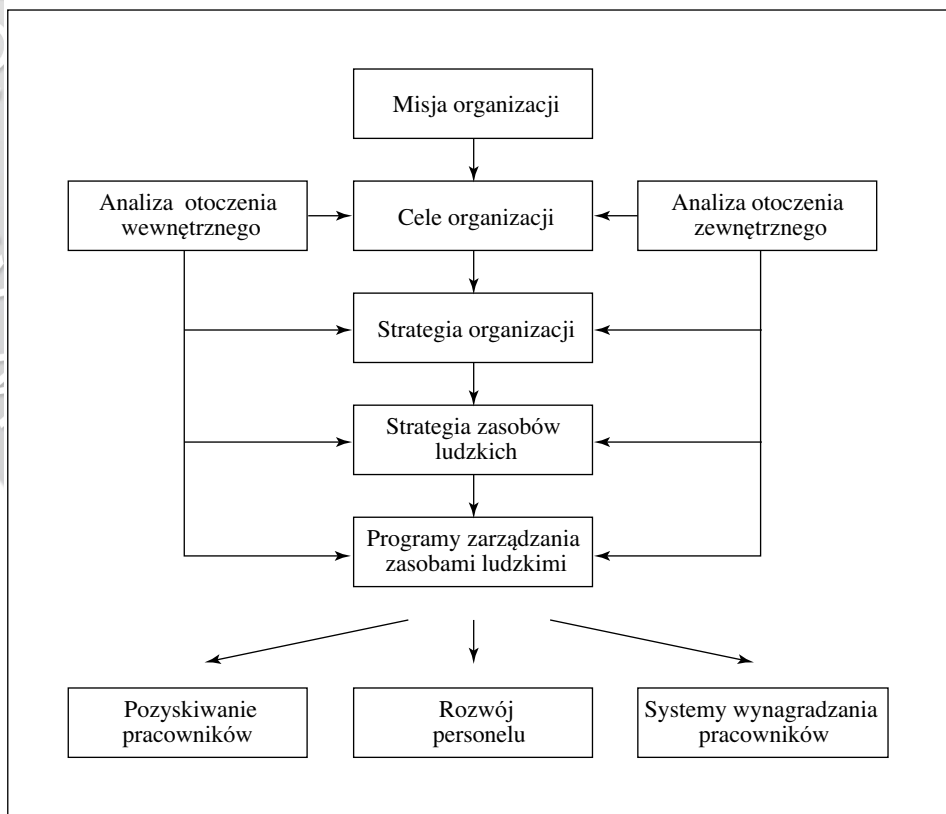 Misja organizacji
Analiza otoczenia
wewnętrznego
Cele organizacji
Analiza otoczenia
zewnętrznego
Strategia organizacji
Strategia zasobów
ludzkich
Programy zarządzania
zasobami ludzkimi
Pozyskiwanie
pracowników
Rozwój
personelu
Systemy wynagradzania
pracowników